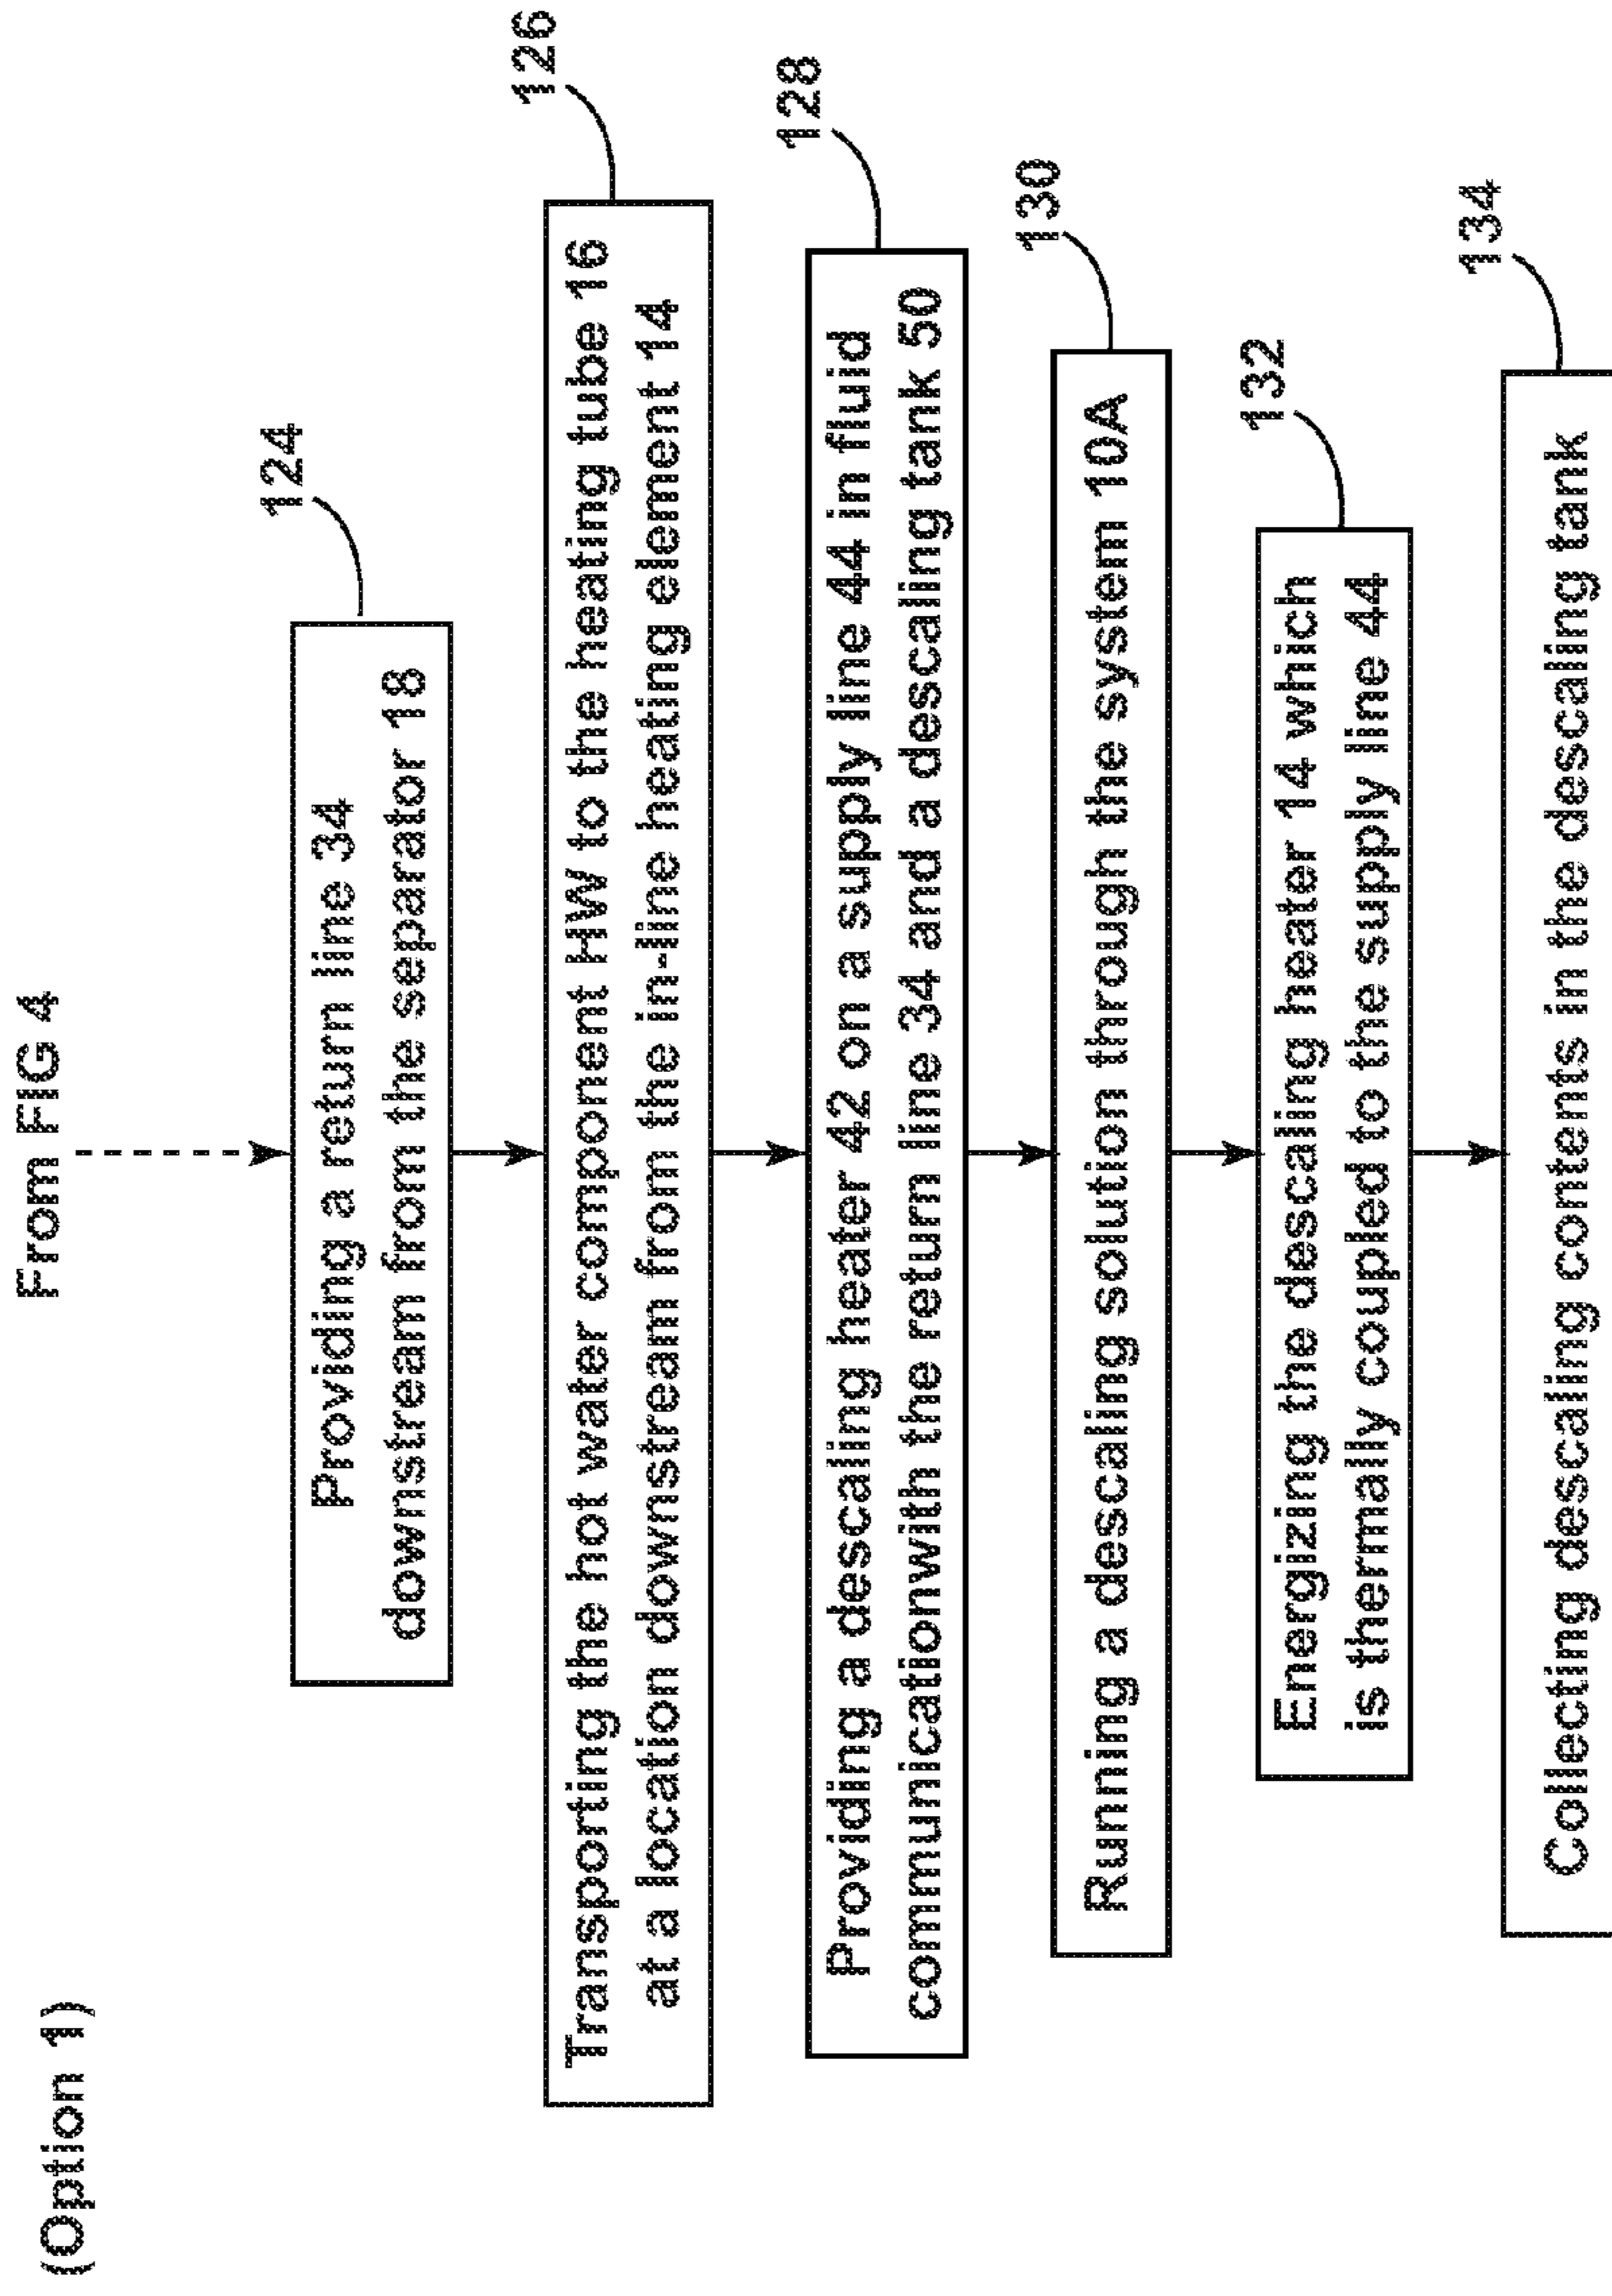 (Option 1)
From FIG 4
124
Providing a return line 34
downstream from the separator 18
126
Transporting the hot water component HW to the heating tube 16
at a location downstream from the in-line heating element 14
128
Providing a descaling heater 42 on a supply line 44 in fluid
communicationwith the return line 34 and a descaling tank 50
130
Running a descaling solution through the system 10A
132
Energizing the descaling heater 14 which
is thermally coupled to the supply line 44
134
Collecting descaling contents in the descaling tank